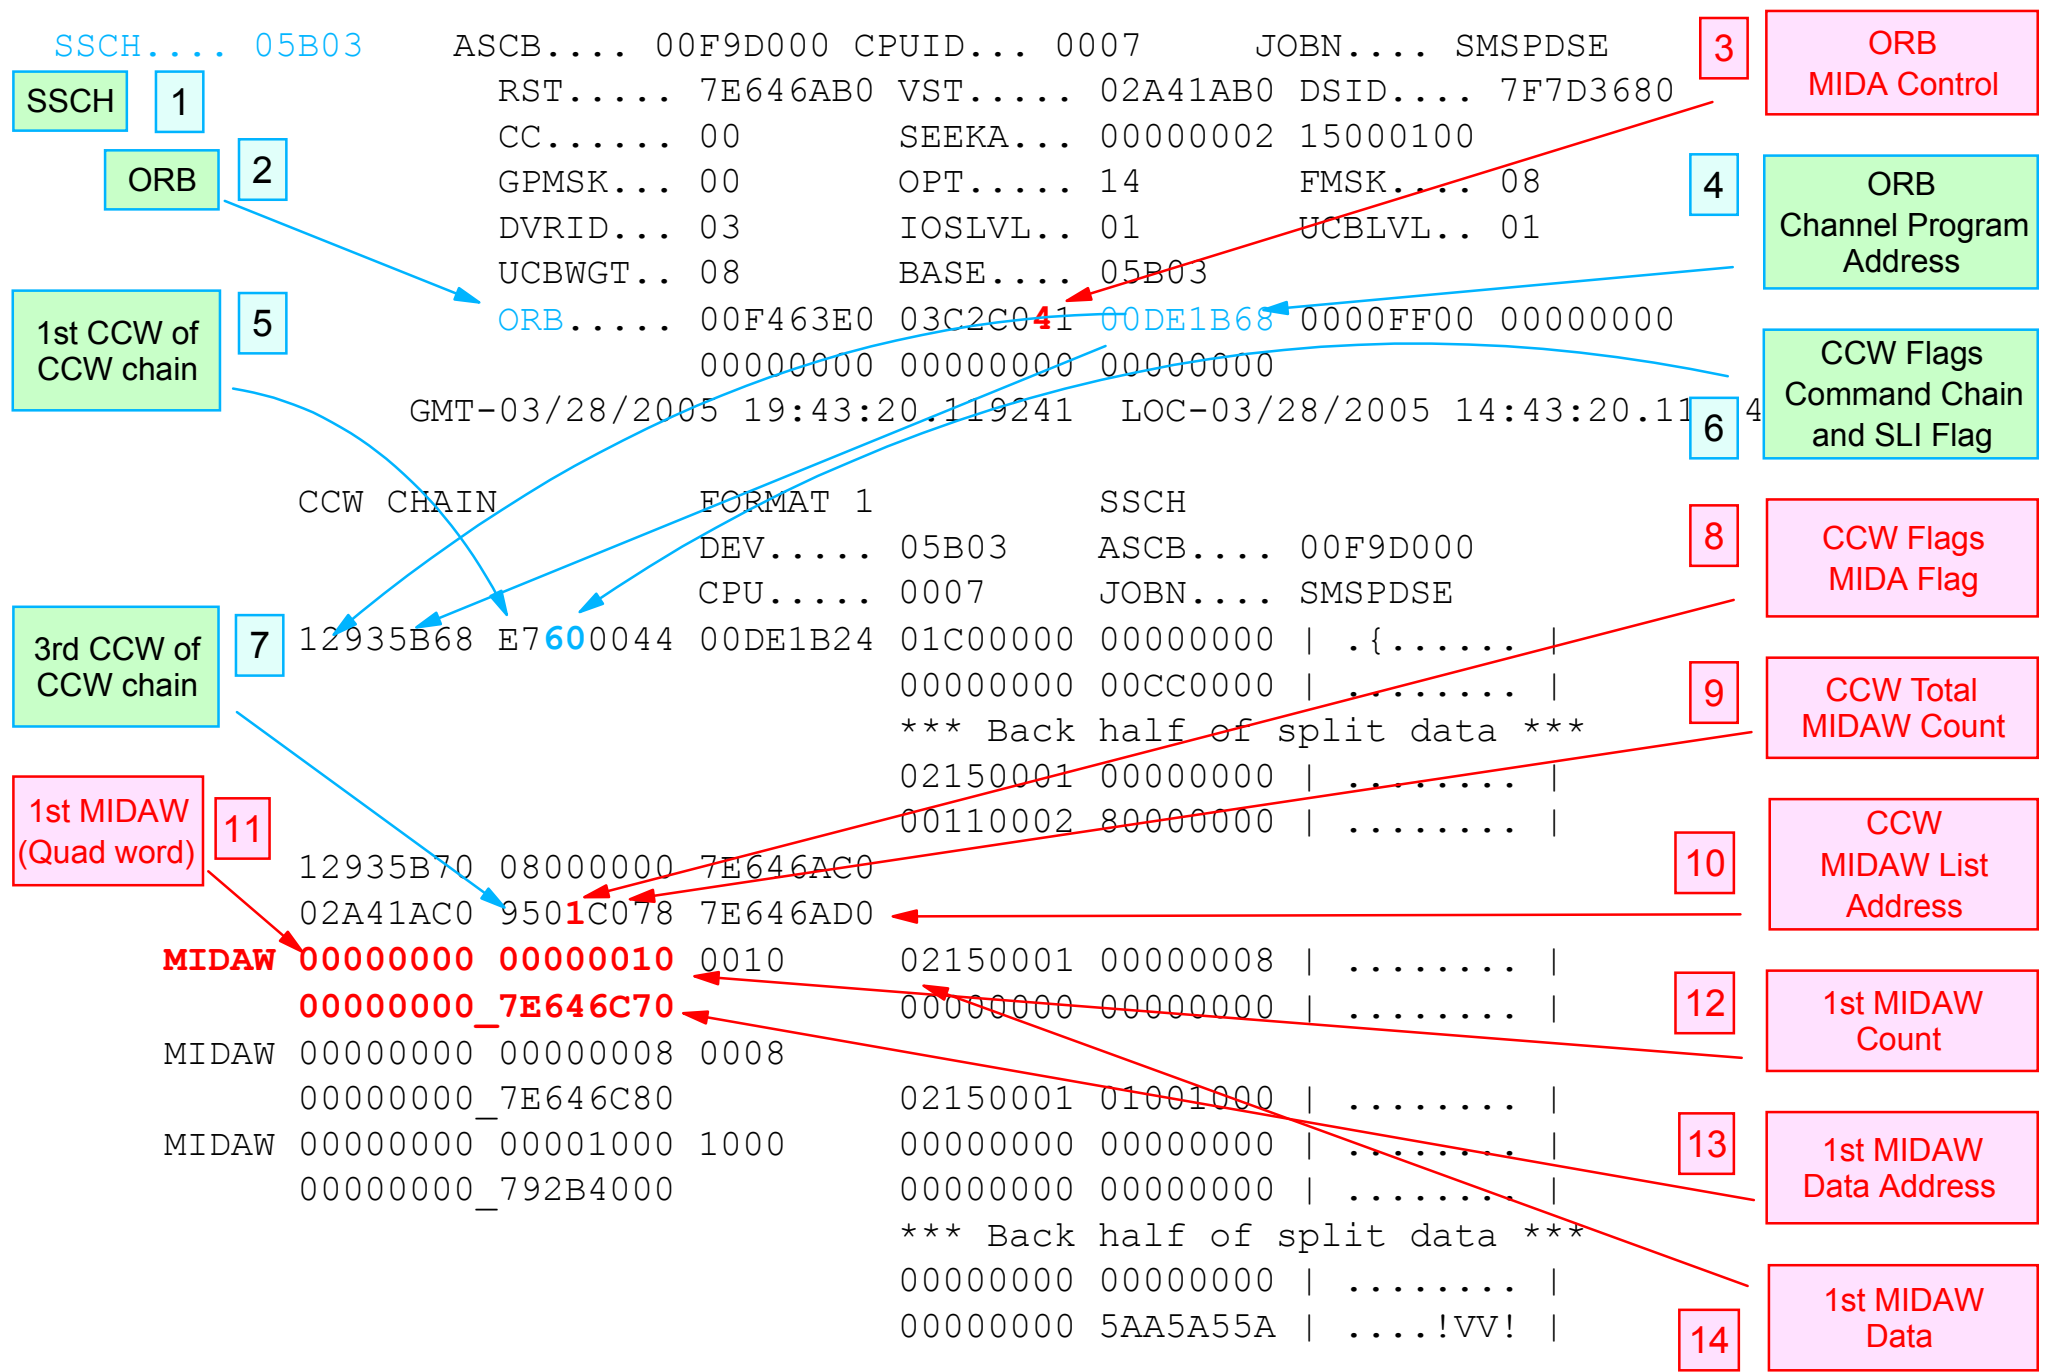 SSCH.... 05B03 ASCB.... 00F9D000 CPUID... 0007 JOBN.... SMSPDSE
RST..... 7E646AB0 VST..... 02A41AB0 DSID.... 7F7D3680
CC...... 00 SEEKA... 00000002 15000100
GPMSK... 00 OPT..... 14 FMSK.... 08
DVRID... 03 IOSLVL.. 01 UCBLVL.. 01
UCBWGT.. 08 BASE.... 05B03
ORB..... 00F463E0 03C2C041 00DE1B68 0000FF00 00000000
00000000 00000000 00000000
GMT-03/28/2005 19:43:20.119241 LOC-03/28/2005 14:43:20.11 4
CCW CHAIN FORMAT 1 SSCH
DEV..... 05B03 ASCB.... 00F9D000
CPU..... 0007 JOBN.... SMSPDSE
12935B68 E7600044 00DE1B24 01C00000 00000000 | .{...... |
00000000 00CC0000 | ........ |
*** Back half of split data ***
02150001 00000000 | ........ |
00110002 80000000 | ........ |
12935B70 08000000 7E646AC0
02A41AC0 9501C078 7E646AD0
MIDAW 00000000 00000010 0010 02150001 00000008 | ........ |
00000000_7E646C70 00000000 00000000 | ........ |
MIDAW 00000000 00000008 0008
00000000_7E646C80 02150001 01001000 | ........ |
MIDAW 00000000 00001000 1000 00000000 00000000 | ........ |
00000000_792B4000 00000000 00000000 | ........ |
*** Back half of split data ***
00000000 00000000 | ........ |
00000000 5AA5A55A | ....!VV! |
SSCH
1
ORB
2
3
ORB
MIDA Control
4
ORB
Channel Program
Address
1st CCW of
CCW chain
5
6
CCW Flags
Command Chain
and SLI Flag
3rd CCW of
CCW chain
7
8
CCW Flags
MIDA Flag
9
CCW Total
MIDAW Count
10
CCW
MIDAW List
Address
1st MIDAW
(Quad word)
11
12
1st MIDAW
Count
13
1st MIDAW
Data Address
14
1st MIDAW
Data